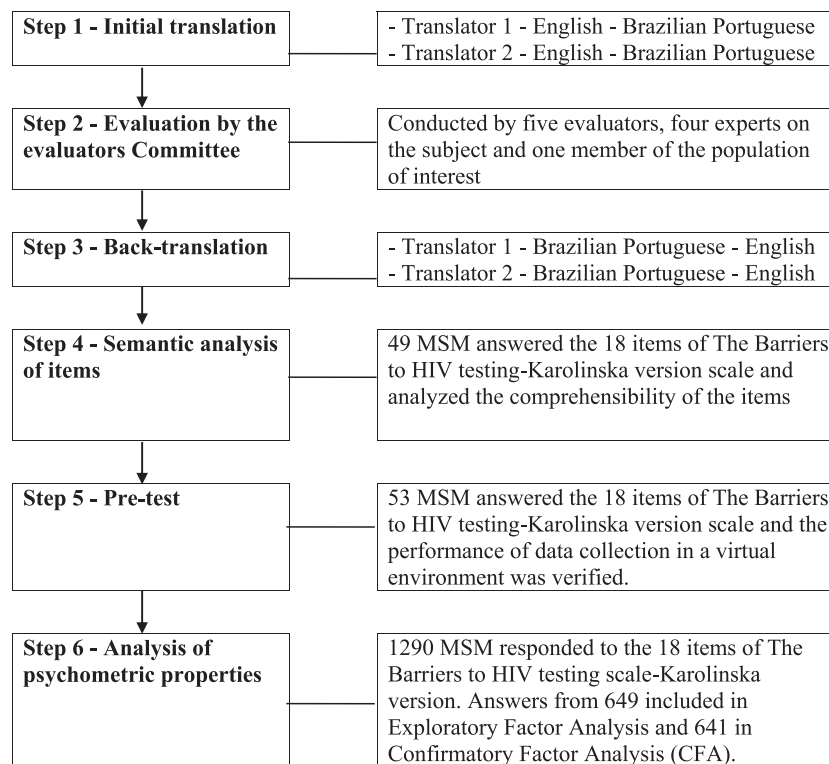 Step 1 - Initial translation
- Translator 1 - English - Brazilian Portuguese
- Translator 2 - English - Brazilian Portuguese
Step 2 - Evaluation by the
evaluators Committee
Conducted by five evaluators, four experts on
the subject and one member of the population
of interest
Step 3 - Back-translation
- Translator 1 - Brazilian Portuguese - English
- Translator 2 - Brazilian Portuguese - English
Step 4 - Semantic analysis
of items
49 MSM answered the 18 items of The Barriers
to HIV testing-Karolinska version scale and
analyzed the comprehensibility of the items
Step 5 - Pre-test
53 MSM answered the 18 items of The Barriers
to HIV testing-Karolinska version scale and the
performance of data collection in a virtual
environment was verified.
Step 6 - Analysis of
psychometric properties
1290 MSM responded to the 18 items of The
Barriers to HIV testing scale-Karolinska
version. Answers from 649 included in
Exploratory Factor Analysis and 641 in
Confirmatory Factor Analysis (CFA).